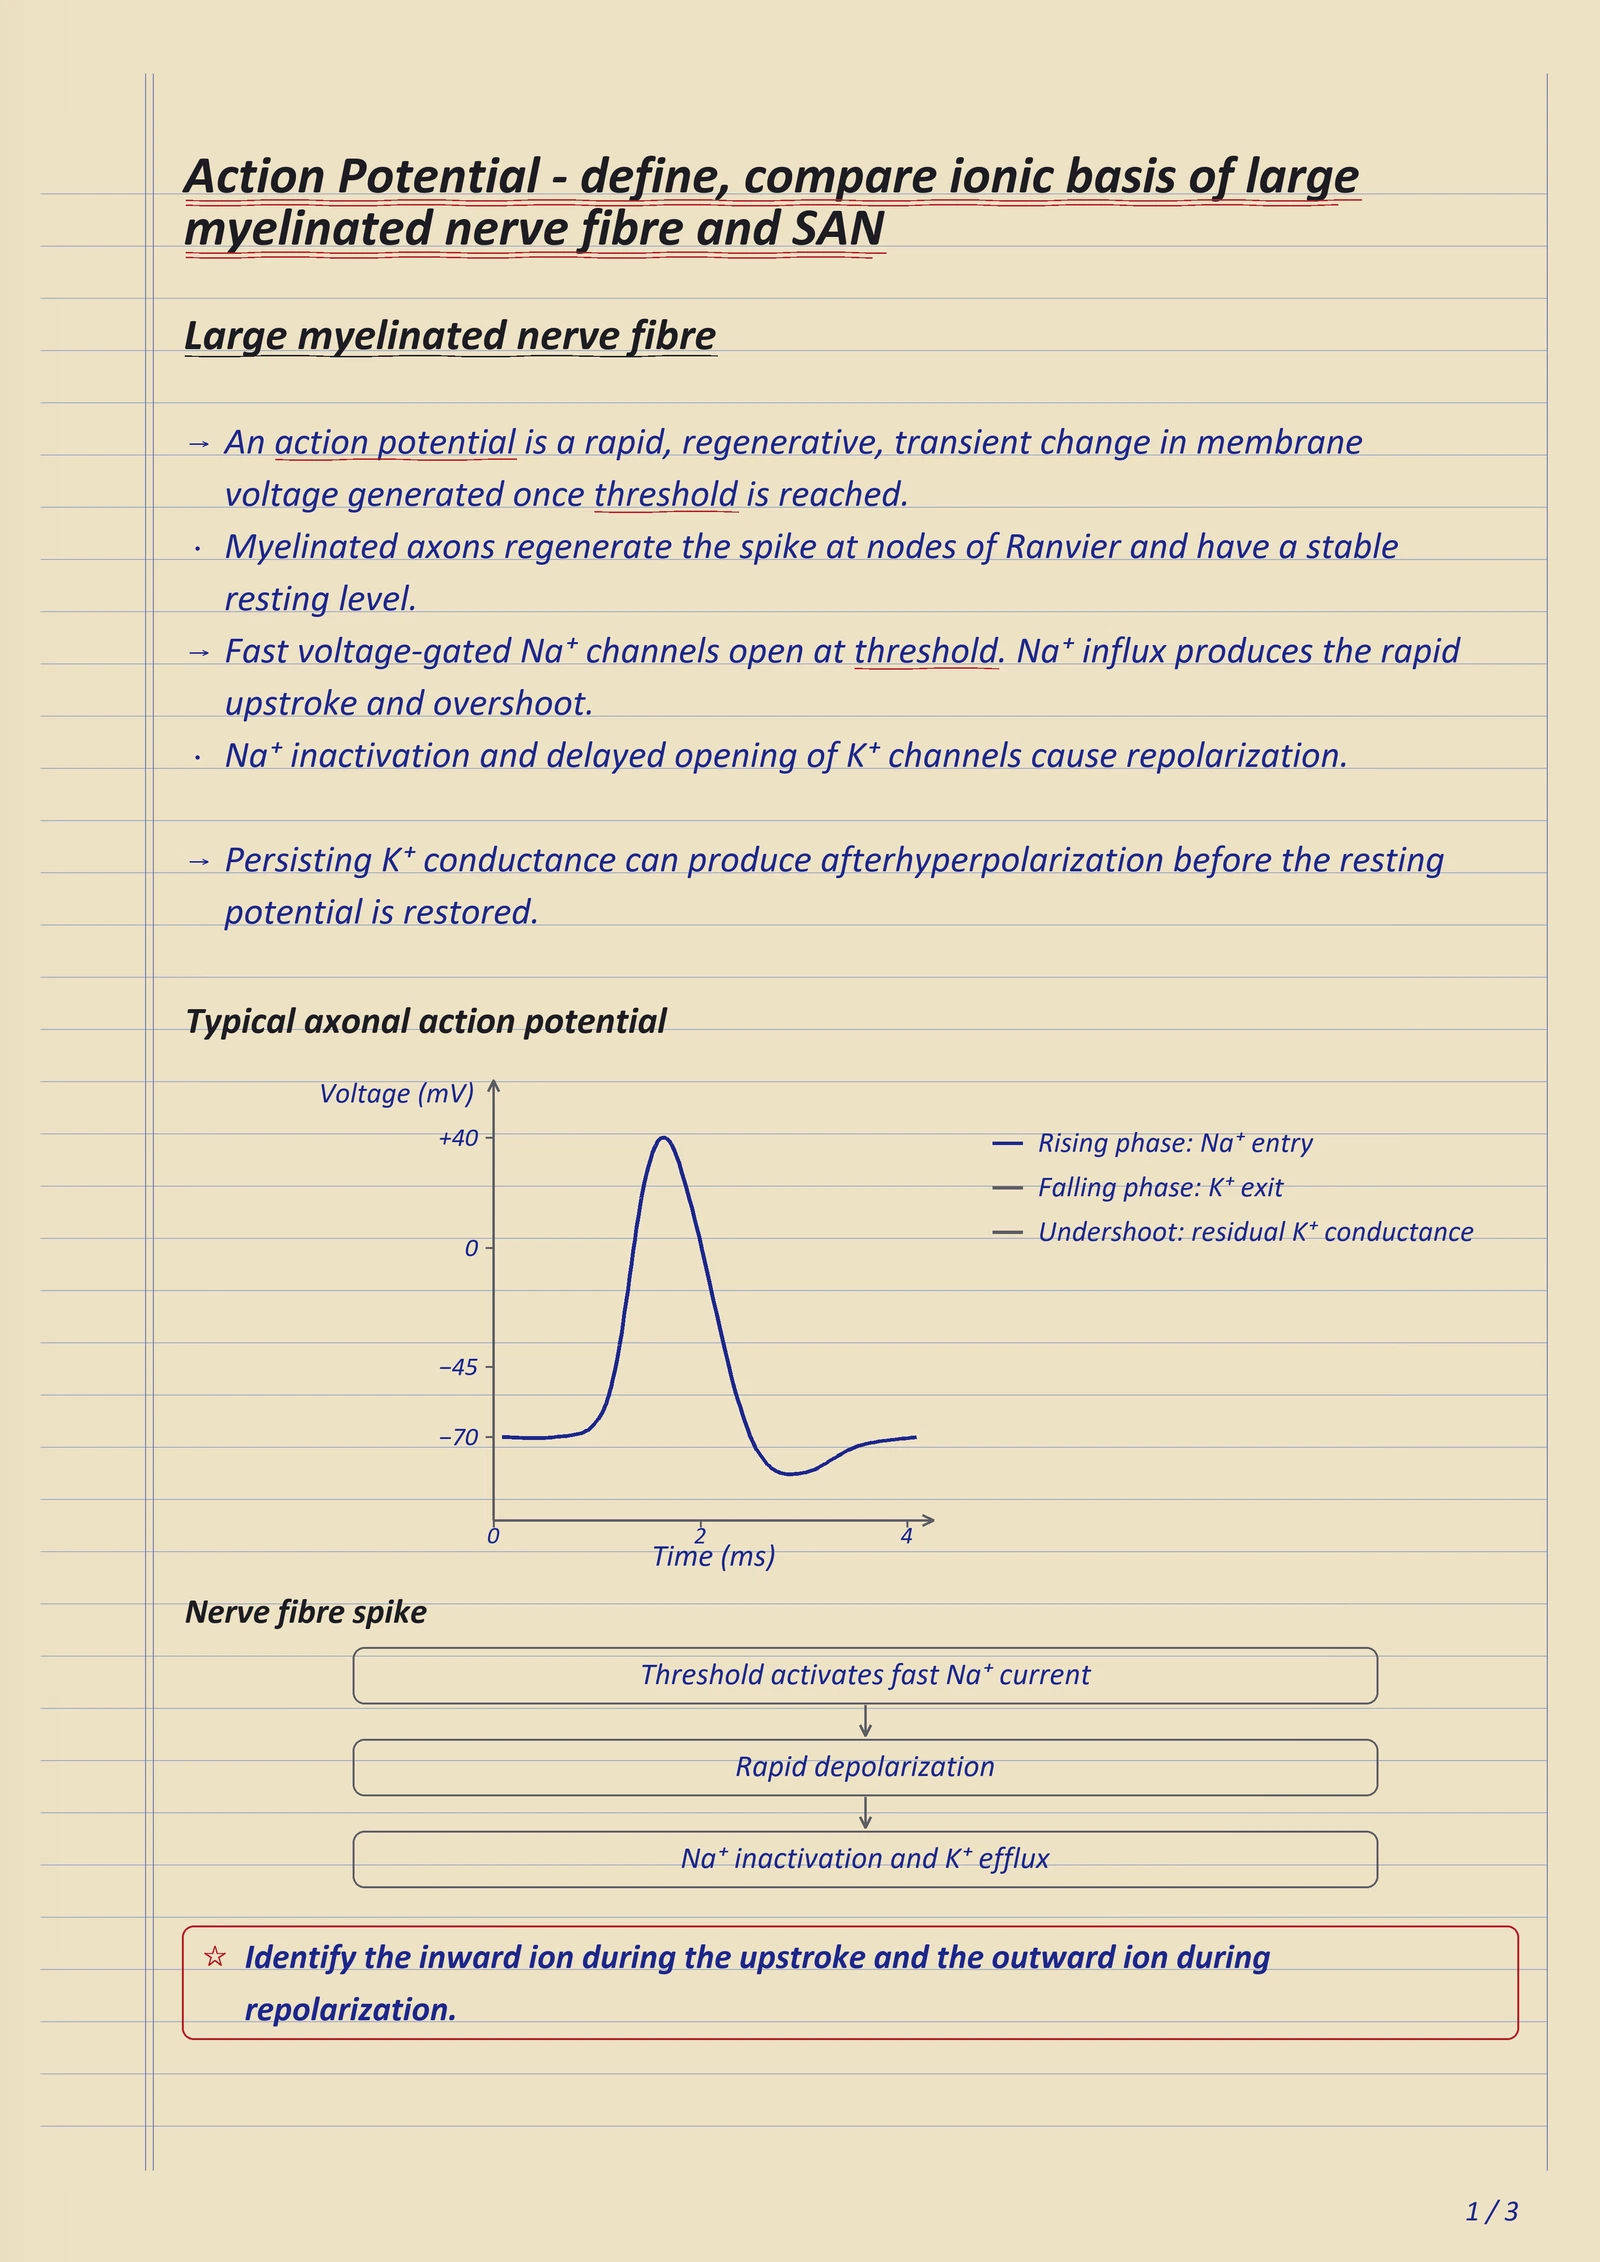 Action Potential - define, compare ionic basis of large
myelinated nerve fibre and SAN
Large myelinated nerve fibre
→ An action potential is a rapid, regenerative, transient change in membrane
voltage generated once threshold is reached.
· Myelinated axons regenerate the spike at nodes of Ranvier and have a stable
resting level.
→ Fast voltage-gated Na⁺ channels open at threshold. Na⁺ influx produces the rapid
upstroke and overshoot.
· Na⁺ inactivation and delayed opening of K⁺ channels cause repolarization.
→ Persisting K⁺ conductance can produce afterhyperpolarization before the resting
potential is restored.
Typical axonal action potential
Voltage (mV)
+40
0
−45
−70
0 2 4
Time (ms)
Rising phase: Na⁺ entry
Falling phase: K⁺ exit
Undershoot: residual K⁺ conductance
Nerve fibre spike
Threshold activates fast Na⁺ current
Rapid depolarization
Na⁺ inactivation and K⁺ efflux
☆ Identify the inward ion during the upstroke and the outward ion during
repolarization.
1 / 3